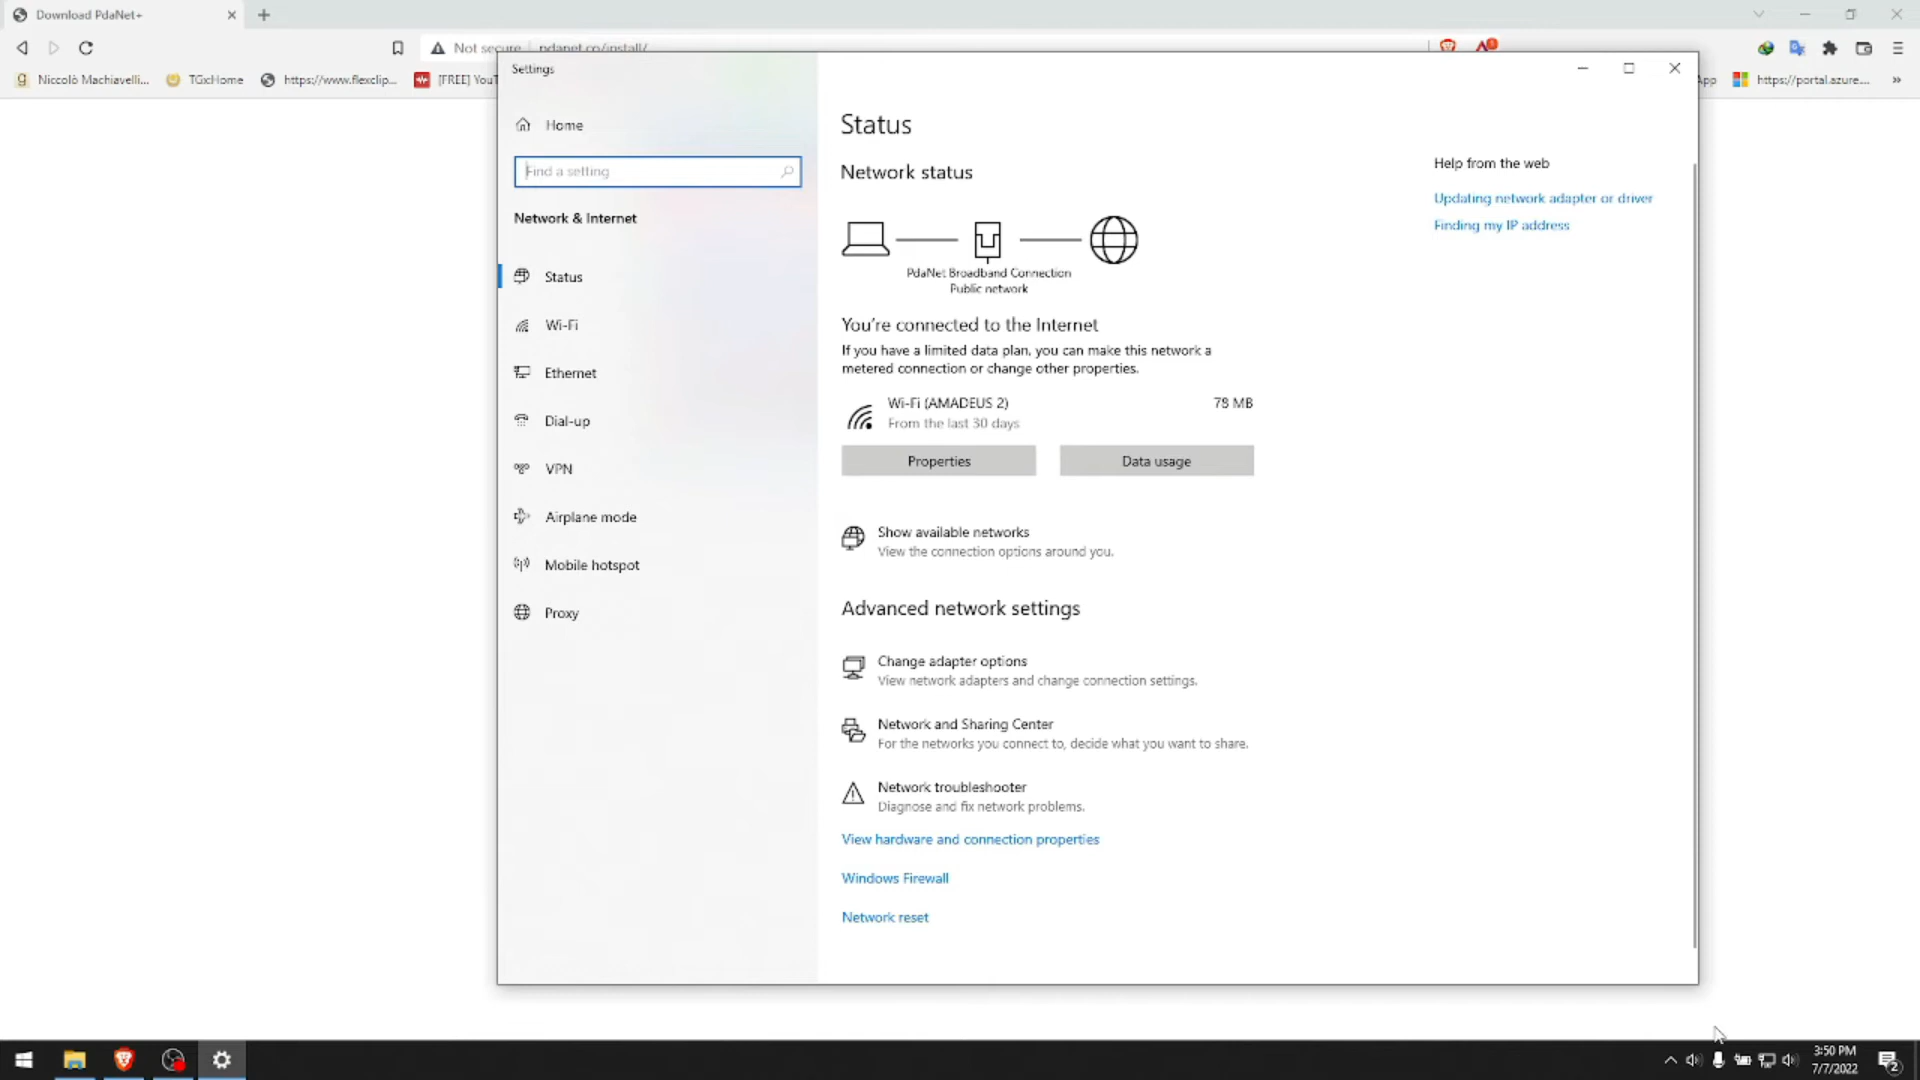 Download PdaNet+
Not secure pdanet.co/install/
Niccolò Machiavelli...
TGxHome
https://www.flexclip...
[FREE] YouT
App
https://portal.azure....
»
Settings
Home
Find a setting
Network & Internet
Status
Wi-Fi
Ethernet
Dial-up
VPN
Airplane mode
Mobile hotspot
Proxy
Status
Network status
PdaNet Broadband Connection
Public network
You're connected to the Internet
If you have a limited data plan, you can make this network a
metered connection or change other properties.
Wi-Fi (AMADEUS 2)
78 MB
From the last 30 days
Properties
Data usage
Show available networks
View the connection options around you.
Advanced network settings
Change adapter options
View network adapters and change connection settings.
Network and Sharing Center
For the networks you connect to, decide what you want to share.
Network troubleshooter
Diagnose and fix network problems.
View hardware and connection properties
Windows Firewall
Network reset
Help from the web
Updating network adapter or driver
Finding my IP address
3:50 PM
7/7/2022
2